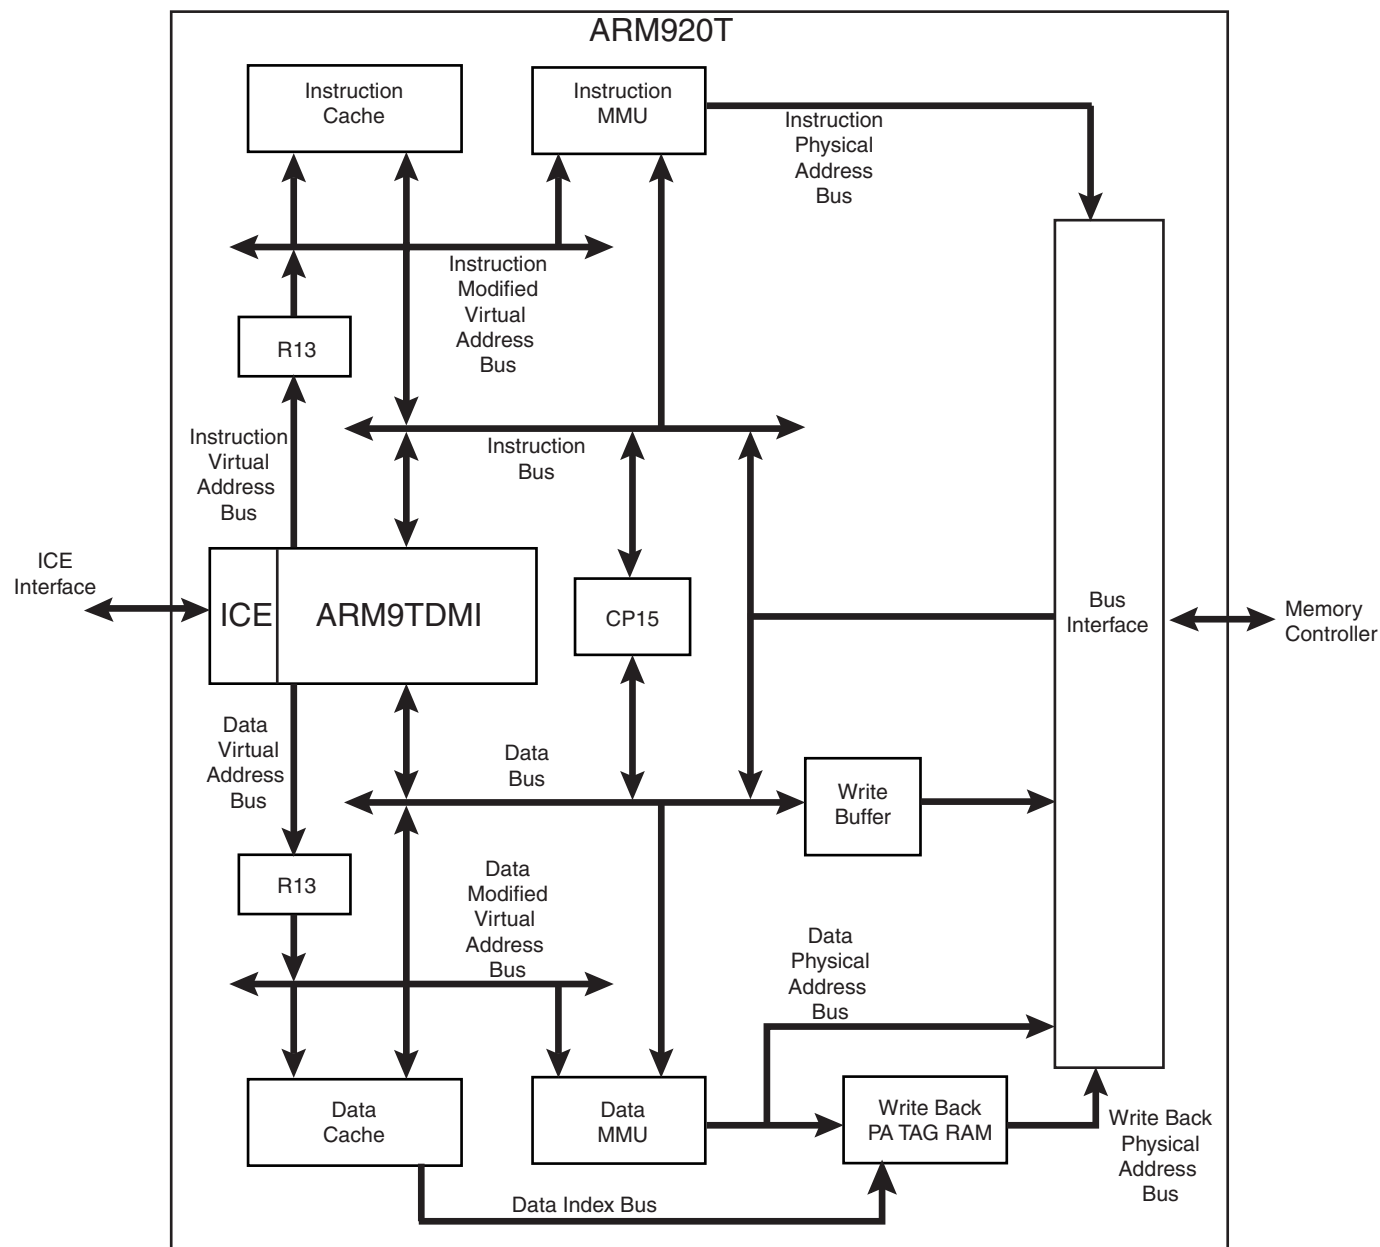 ARM920T
Instruction
Cache
Instruction
MMU
Instruction
Physical
Address
Bus
Instruction
Modified
Virtual
Address
Bus
R13
Instruction
Virtual
Address
Bus
Instruction
Bus
ICE
Interface
ICE
ARM9TDMI
CP15
Bus
Interface
Memory
Controller
Data
Virtual
Address
Bus
Data
Bus
Write
Buffer
R13
Data
Modified
Virtual
Address
Bus
Data
Physical
Address
Bus
Data
Cache
Data
MMU
Write Back
PA TAG RAM
Write Back
Physical
Address
Bus
Data Index Bus